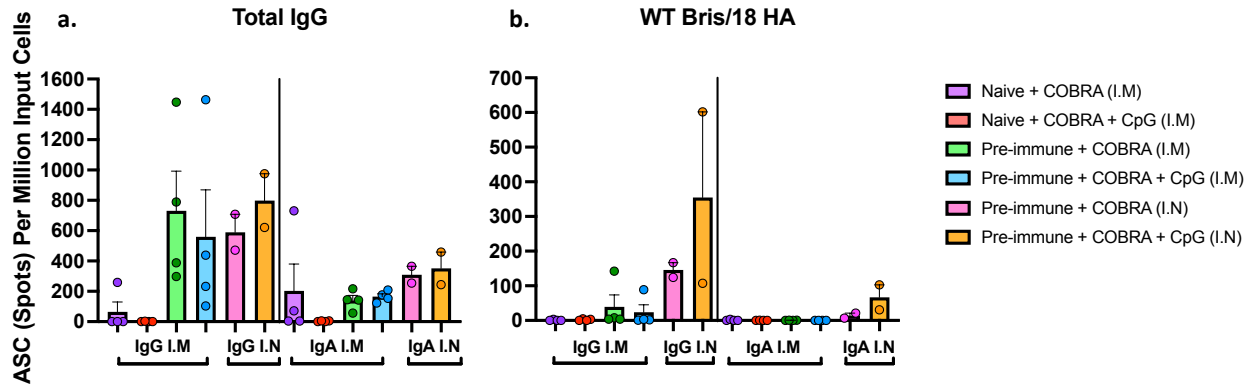 a.
Total IgG
b.
WT Bris/18 HA
ASC (Spots) Per Million Input Cells
1600
1400
1200
1000
800
600
400
200
0
IgG I.M
IgG I.N
IgA I.M
IgA I.N
700
600
500
400
300
200
100
0
IgG I.M
IgG I.N
IgA I.M
IgA I.N
Naive + COBRA (I.M)
Naive + COBRA + CpG (I.M)
Pre-immune + COBRA (I.M)
Pre-immune + COBRA + CpG (I.M)
Pre-immune + COBRA (I.N)
Pre-immune + COBRA + CpG (I.N)